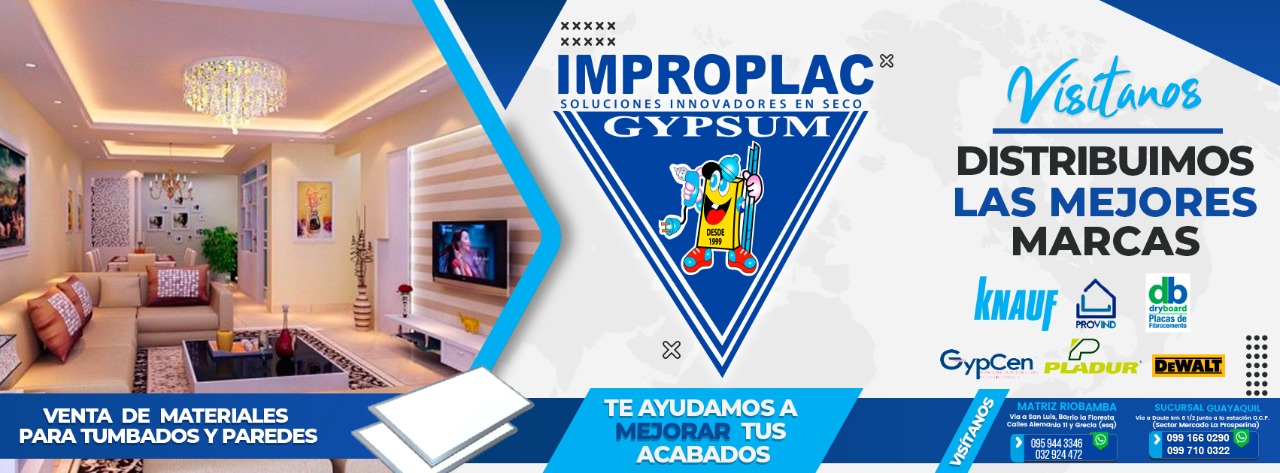 IMPROPLAC
SOLUCIONES INNOVADORES EN SECO
GYPSUM
DESDE
1999
Visítanos
DISTRIBUIMOS
LAS MEJORES
MARCAS
KNAUF
PROVIND
db
dryboard
Placas de
Fibrocemento
GypCen
PLADUR
DEWALT
VENTA DE MATERIALES
PARA TUMBADOS Y PAREDES
TE AYUDAMOS A
MEJORAR TUS
ACABADOS
VISÍTANOS
MATRIZ RIOBAMBA
Vía a San Luis, Barrio la Floresta
Calles Alemania 11 y Grecia (esq)
095 944 3346
032 924 472
SUCURSAL GUAYAQUIL
Vía a Daule km 6 1/2 junto a la estación O.C.P.
(Sector Mercado La Prosperina)
099 166 0290
099 710 0322